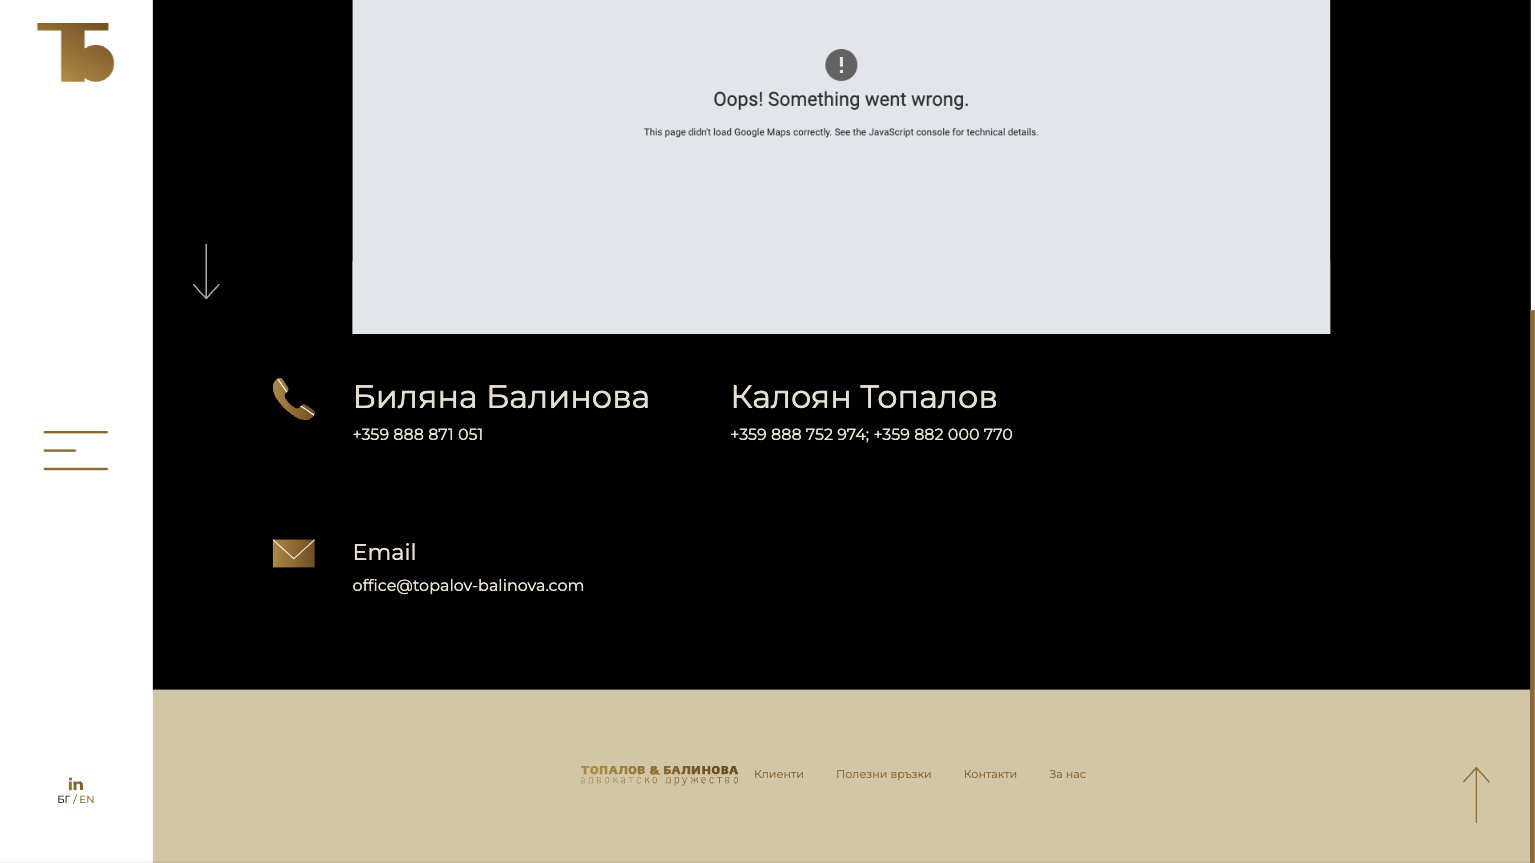 ТБ
Oops! Something went wrong.
This page didn't load Google Maps correctly. See the JavaScript console for technical details.
Биляна Балинова
+359 888 871 051
Калоян Топалов
+359 888 752 974; +359 882 000 770
Email
office@topalov-balinova.com
in
БГ / EN
ТОПАЛОВ & БАЛИНОВА
адвокатско дружество
Клиенти
Полезни връзки
Контакти
За нас